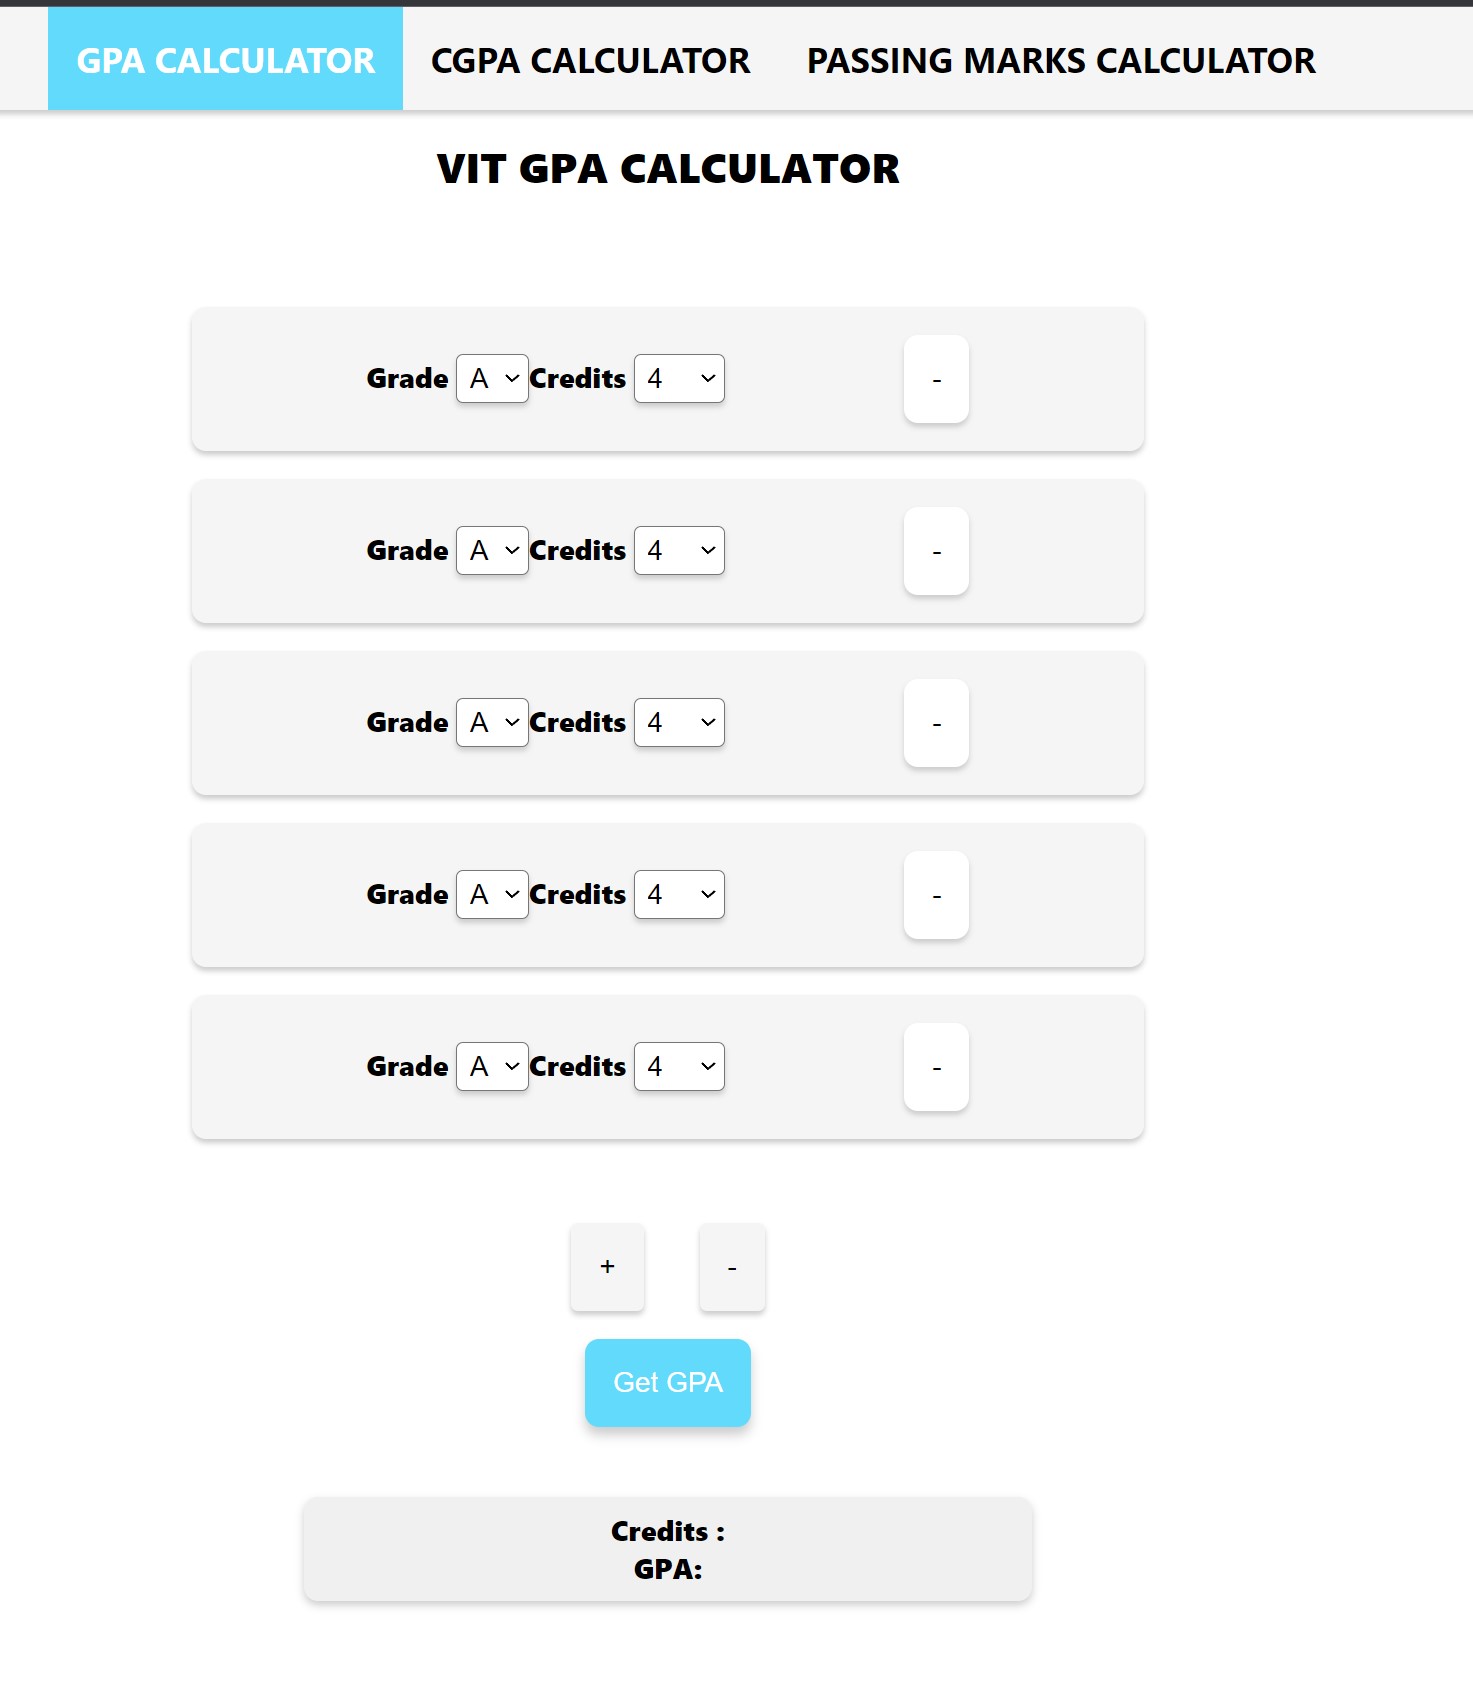 GPA CALCULATOR CGPA CALCULATOR PASSING MARKS CALCULATOR
VIT GPA CALCULATOR
Grade A Credits 4 -
Grade A Credits 4 -
Grade A Credits 4 -
Grade A Credits 4 -
Grade A Credits 4 -
+ -
Get GPA
Credits :
GPA: